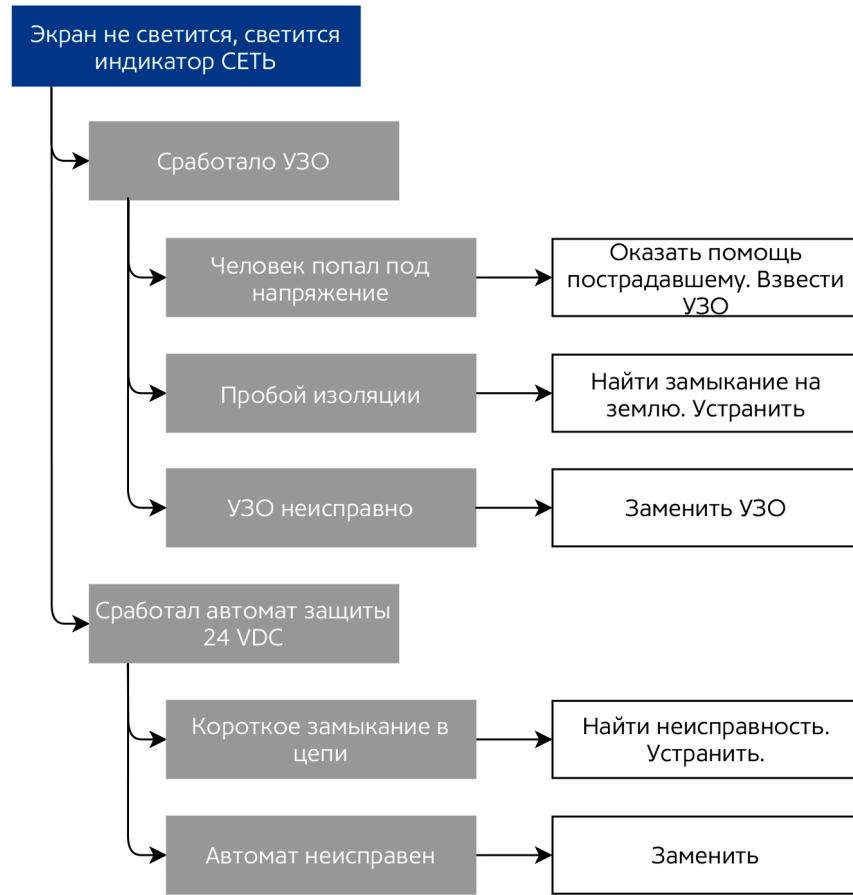 Экран не светится, светится
индикатор СЕТЬ
Сработало УЗО
Человек попал под
напряжение
Оказать помощь
пострадавшему. Взвести
УЗО
Пробой изоляции
Найти замыкание на
землю. Устранить
УЗО неисправно
Заменить УЗО
Сработал автомат защиты
24 VDC
Короткое замыкание в
цепи
Найти неисправность.
Устранить.
Автомат неисправен
Заменить